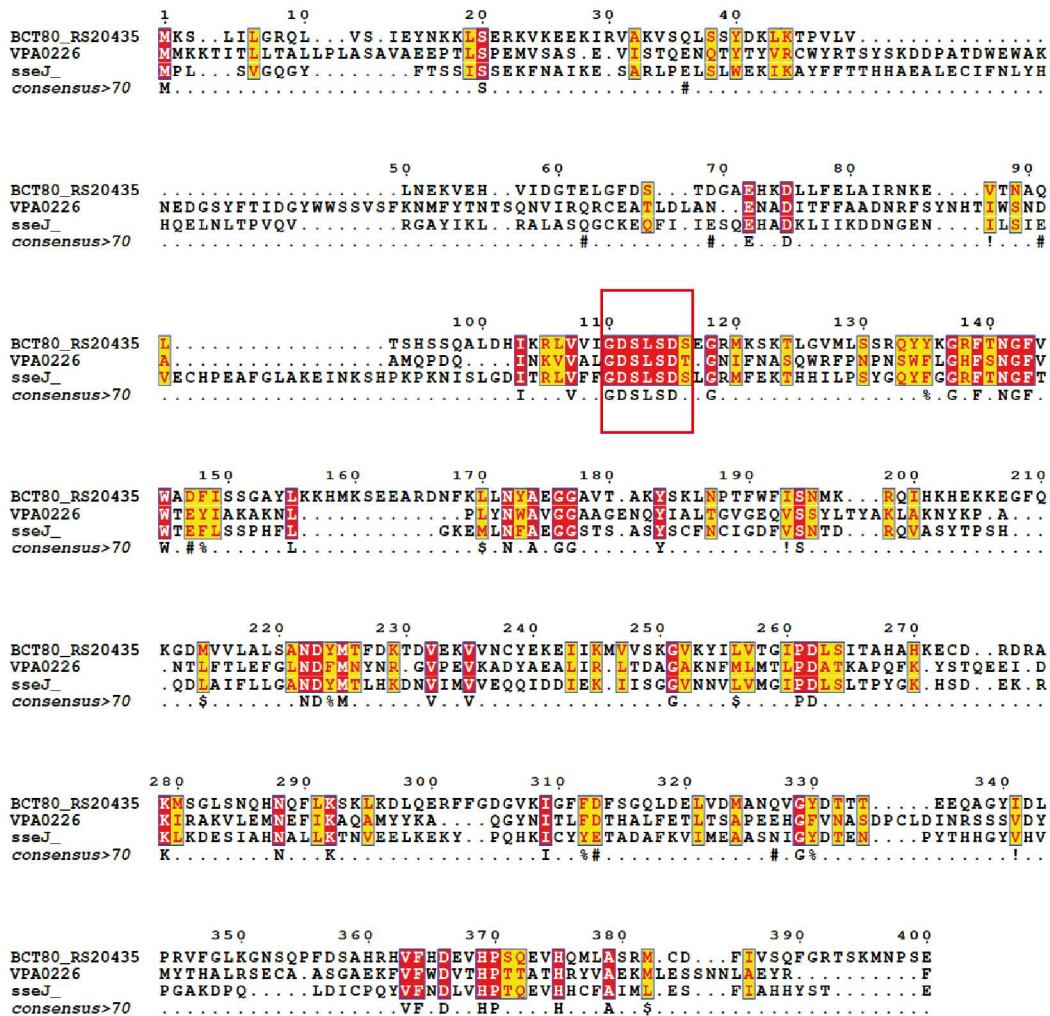 1 10 20 30 40
BCT80_RS20435 MKS..LILGRQL...VS.IEYNKKLSERKVKEEKIRVAKVSQLSSYDKLKTPVLV..............
VPA0226 MMKKTITLLTALLPLASAVAEEPTLSPEMVSAS.E.VISTQENQTYTYVRCWYRTSYSKDDPATDWEWAK
sseJ_ MPL...SVGQGY......FTSSISSEKFNAIKE.SARLPELSLWEKIKAYFFTTHHAEALECIFNLYH
consensus>70 M........................S...............#............................
50 60 70 80 90
BCT80_RS20435 ...................LNEKVEH..VIDGTELGFDS...TDGAEHKDLLFELAIRNKE.....VTNAQ
VPA0226 NEDGSYFTIDGYWWSSVSFKNMFYTNTSQNVIRQRCEATLDLAN..ENADITFFAADNRFSYNHTIWSND
sseJ_ HQELNLTPVQV.......RGAYIKL..RALASQGCKEQFI.IESQEHADKLIIKDDNGEN....ILSIE
consensus>70 .................................#.........#..E..D...............!...#
100 110 120 130 140
BCT80_RS20435 L.................TSHSSQALDHIKRLVVIGDSLSDSEGRMKSKTLGVMLSSRQYYKGRFTNGFV
VPA0226 A.................AMQPDQ....INKVVALGDSLSDT.GNIFNASQWRFPNPNSWFLGHFSNGFV
sseJ_ VECHPEAFGLAKEINKSHPKPKNISLGDITRLVFFGDSLSDSLGRMFEKTHHILPSYGQYFGGRFTNGFT
consensus>70 ............................I...V..GDSLSD..G................%.G.F.NGF.
150 160 170 180 190 200 210
BCT80_RS20435 WADFISSGAYLKKHMKSEEARDNFKLLNYAEGGAVT.AKYSKLNPTFWFISNMK...RQIHKHEKKEGFQ
VPA0226 WTEYIAKAKNL............PLYNWAVGGAAGENQYIALTGVGEQVSSYLTYAKLAKNYKP.A....
sseJ_ WTEFLSSPHFL.........GKEMLNFAEGGSTS.ASYSCFNCIGDFVSNTD...RQVASYTPSH.....
consensus>70 W.#%......L..............$.N.A.GG......Y..........!S..................
220 230 240 250 260 270
BCT80_RS20435 KGDMVVLALSANDYMTFDKTDVEKVVNCYEKEIIKMVVSKGVKYILVTGIPDLSITAHAHKECD..RDRA
VPA0226 .NTLFTLEFGLNDFMNYNR.GVPEVKADYAEALIR.LTDAGAKNFMLMTLPDATKAPQFK.YSTQEEI.D
sseJ_ .QDLAIFLLGANDYMTLHKDNVIMVVEQQIDDIEK.IISGGVNNVLVMGIPDLSLTPYGK.HSD..EK.R
consensus>70 ...$.......ND%M.....V..V...............G....$....PD...................
280 290 300 310 320 330 340
BCT80_RS20435 KMSGLSNQHNQFLKSKLKDLQERFFGDGVKIGFFDFSGQLDELVDMANQVGYDTTT....EEQAGYIDL
VPA0226 KIRAKVLEMNEFIKAQAMYYKA...QGYNITLFDTHALFETLTSAPEEHGFVNASDPCLDINRSSSVDY
sseJ_ KLKDESIAHNALLKTNVEELKEKY..PQHKICYYETADAFKVIMEAASNIGYDTEN....PYTHHGYVHV
consensus>70 K........N...K................I..%#.............#.G%................!..
350 360 370 380 390 400
BCT80_RS20435 PRVFGLKGNSQPFDSAHRHVFHDEVHPSQEVHQMLASRM.CD...FIVSQFGRTSKMNPSE
VPA0226 MYTHALRSECA.ASGAEKFVFWDVTHPTTATHRYVAEKMLESSNNLAEYR..........F
sseJ_ PGAKDPQ.....LDICPQYVFNDLVHPTQEVHHCFAIML.ES...FIAHHYST.......E
consensus>70 ...................VF.D..HP....H...A..$......................